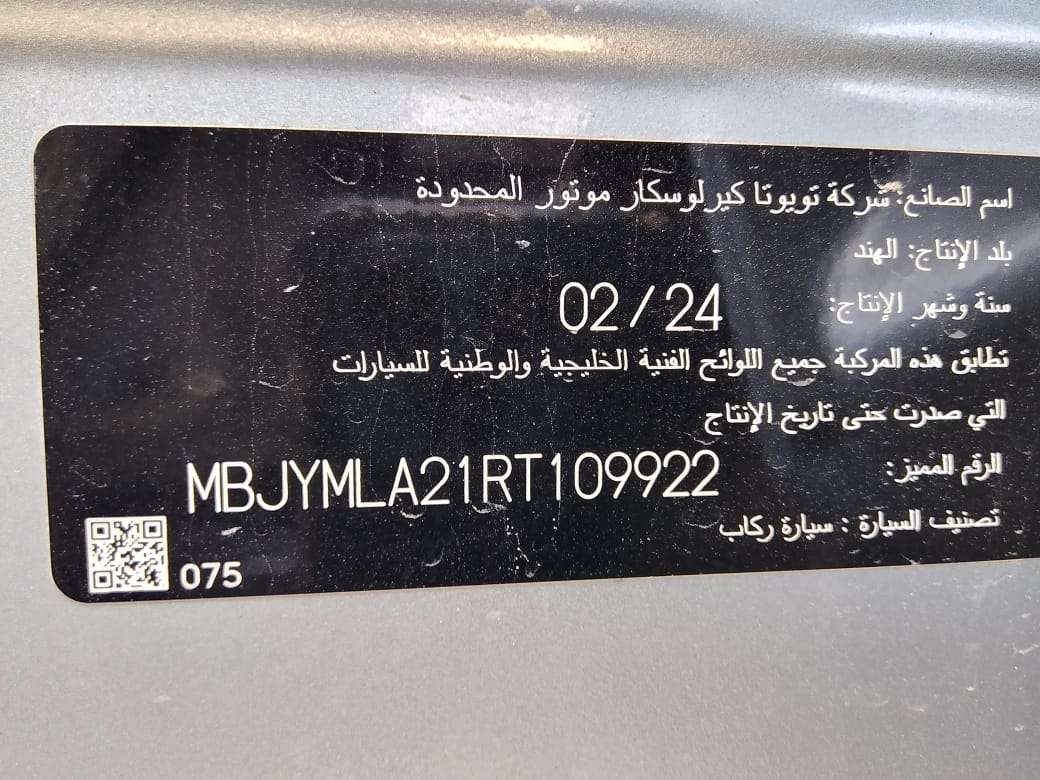 اسم الصانع: شركة تويوتا كيرلوسكار موتور المحدودة
بلد الإنتاج: الهند
سنة وشهر الإنتاج: 02/24
تطابق هذه المركبة جميع اللوائح الفنية الخليجية والوطنية للسيارات
التي صدرت حتى تاريخ الإنتاج
الرقم المميز: MBJYMLA21RT109922
تصنيف السيارة : سيارة ركاب
075